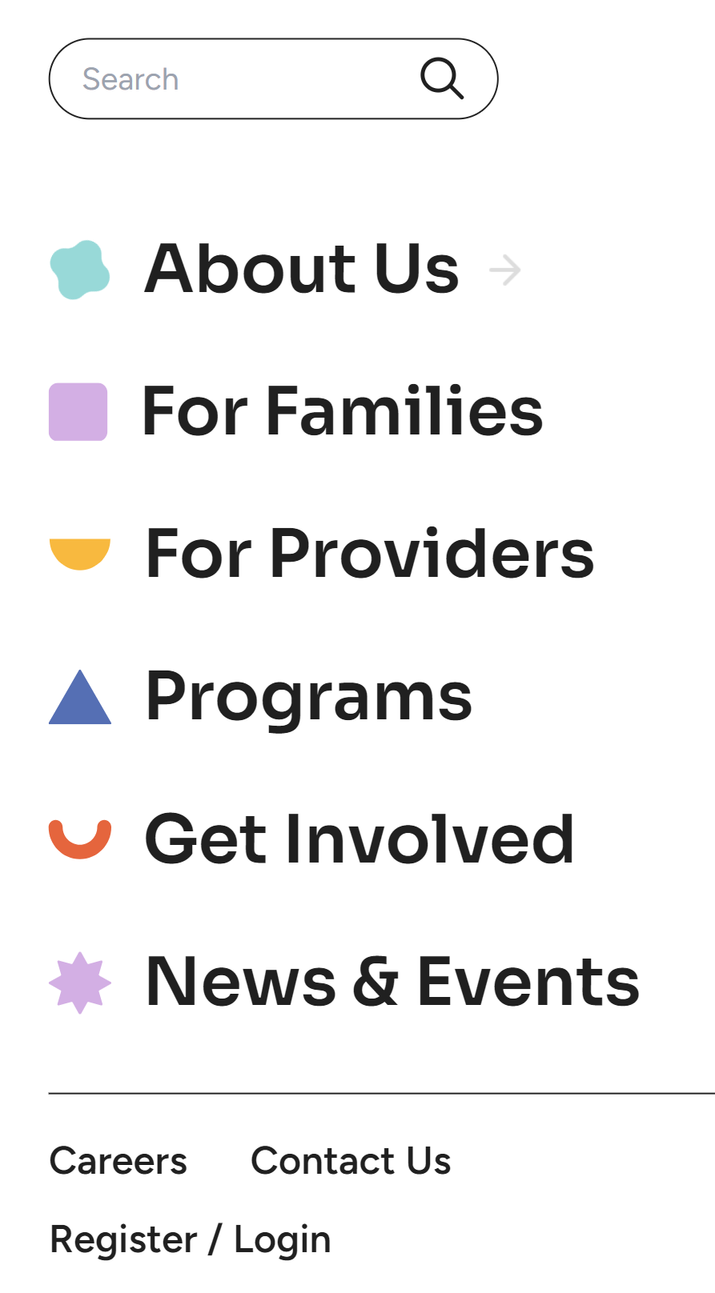 Search
About Us
For Families
For Providers
Programs
Get Involved
News & Events
Careers Contact Us
Register / Login